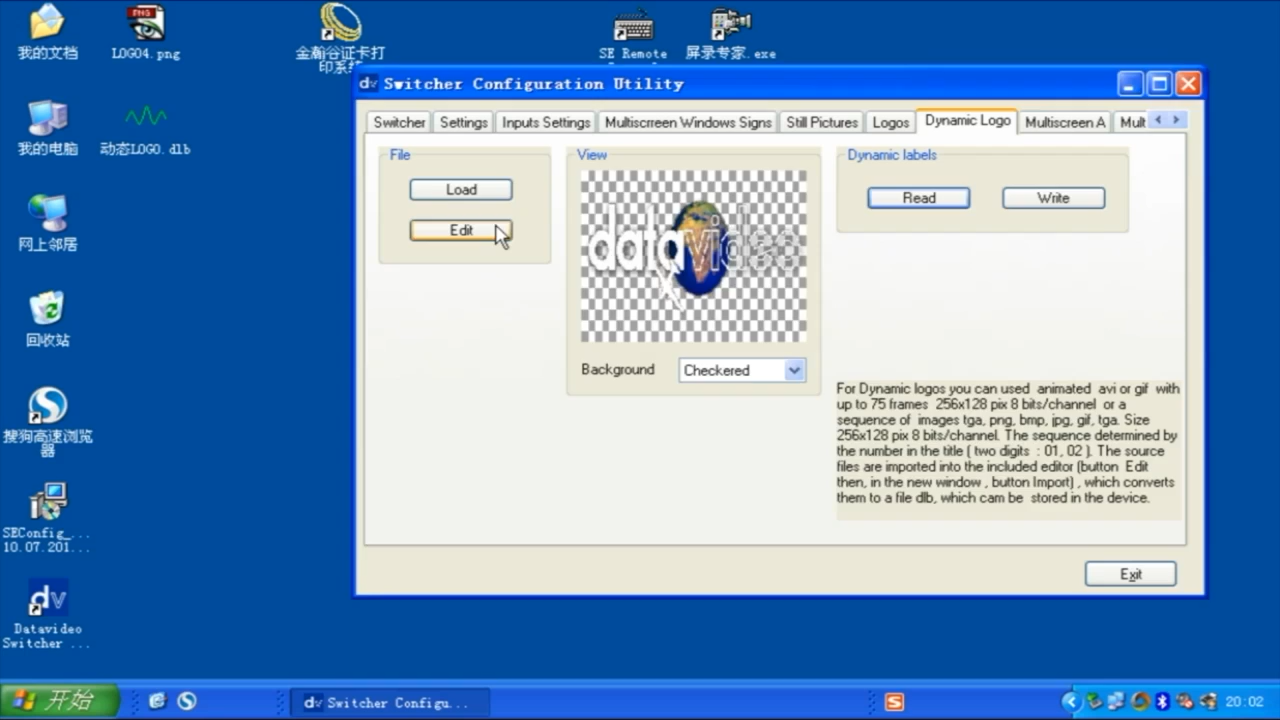 我的文档
LOGO4.png
金瀚谷证卡打
印系统
SE Remote
屏录专家.exe
我的电脑
动态LOGO.dlb
网上邻居
回收站
搜狗高速浏览
器
SEConfig_...
10.07.201...
Datavideo
Switcher ...
dv Switcher Configuration Utility
Switcher
Settings
Inputs Settings
Multiscrreen Windows Signs
Still Pictures
Logos
Dynamic Logo
Multiscreen A
Mult
File
Load
Edit
View
datavideo
Background
Checkered
Dynamic labels
Read
Write
For Dynamic logos you can used animated avi or gif with
up to 75 frames 256x128 pix 8 bits/channel or a
sequence of images tga, png, bmp, jpg, gif, tga. Size
256x128 pix 8 bits/channel. The sequence determined by
the number in the title ( two digits : 01, 02 ). The source
files are imported into the included editor (button Edit
then, in the new window , button Import) , which converts
them to a file dlb, which cam be stored in the device.
Exit
开始
dv Switcher Configu...
S
20:02